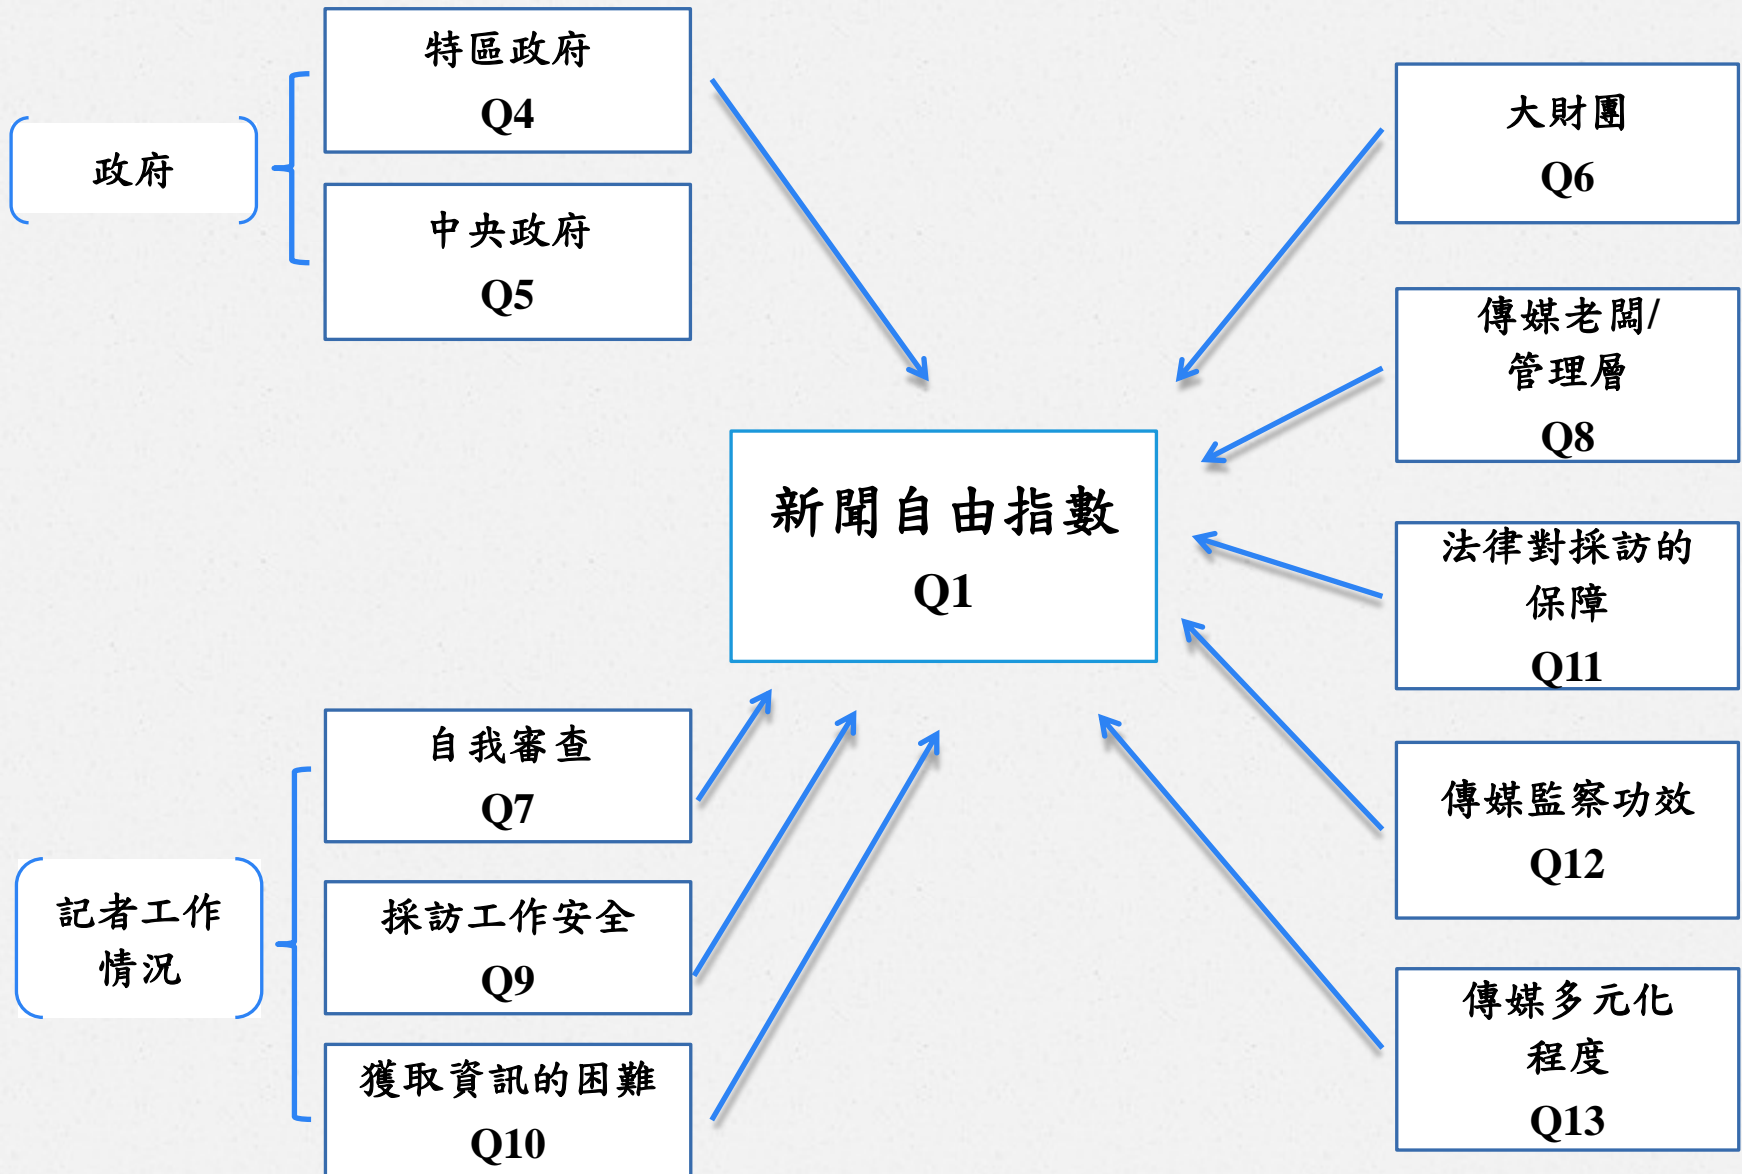 政府
特區政府
Q4
中央政府
Q5
大財團
Q6
傳媒老闆/
管理層
Q8
新聞自由指數
Q1
法律對採訪的
保障
Q11
記者工作
情況
自我審查
Q7
採訪工作安全
Q9
獲取資訊的困難
Q10
傳媒監察功效
Q12
傳媒多元化
程度
Q13